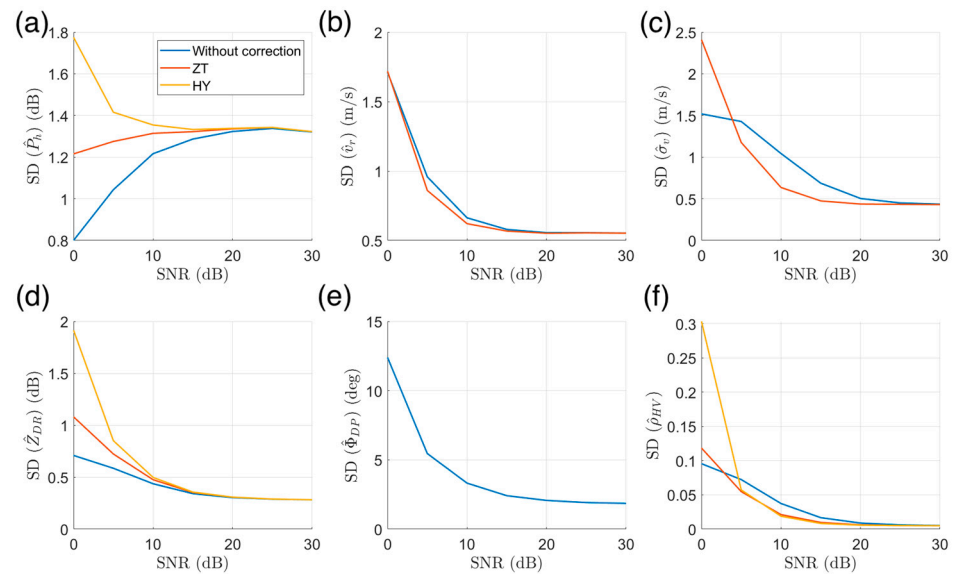 (a)
1.8
1.6
1.4
1.2
1
0.8
SD (P̂h) (dB)
0
10
20
30
SNR (dB)
Without correction
ZT
HY
(b)
2
1.5
1
0.5
SD (v̂r) (m/s)
0
10
20
30
SNR (dB)
(c)
2.5
2
1.5
1
0.5
0
SD (σ̂v) (m/s)
0
10
20
30
SNR (dB)
(d)
2
1.5
1
0.5
0
SD (ẐDR) (dB)
0
10
20
30
SNR (dB)
(e)
15
10
5
0
SD (Φ̂DP) (deg)
0
10
20
30
SNR (dB)
(f)
0.3
0.25
0.2
0.15
0.1
0.05
0
SD (ρ̂HV)
0
10
20
30
SNR (dB)